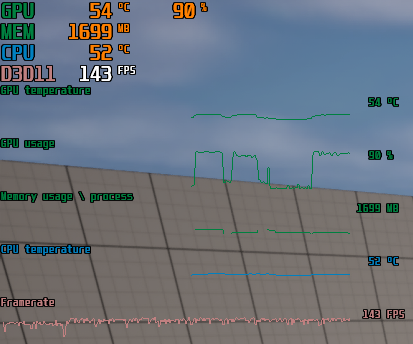 GPU 54 °C 90 %
MEM 1699 MB
CPU 52 °C
D3D11 143 FPS
GPU temperature
54 °C
GPU usage
90 %
Memory usage \ process
1699 MB
CPU temperature
52 °C
Framerate
143 FPS